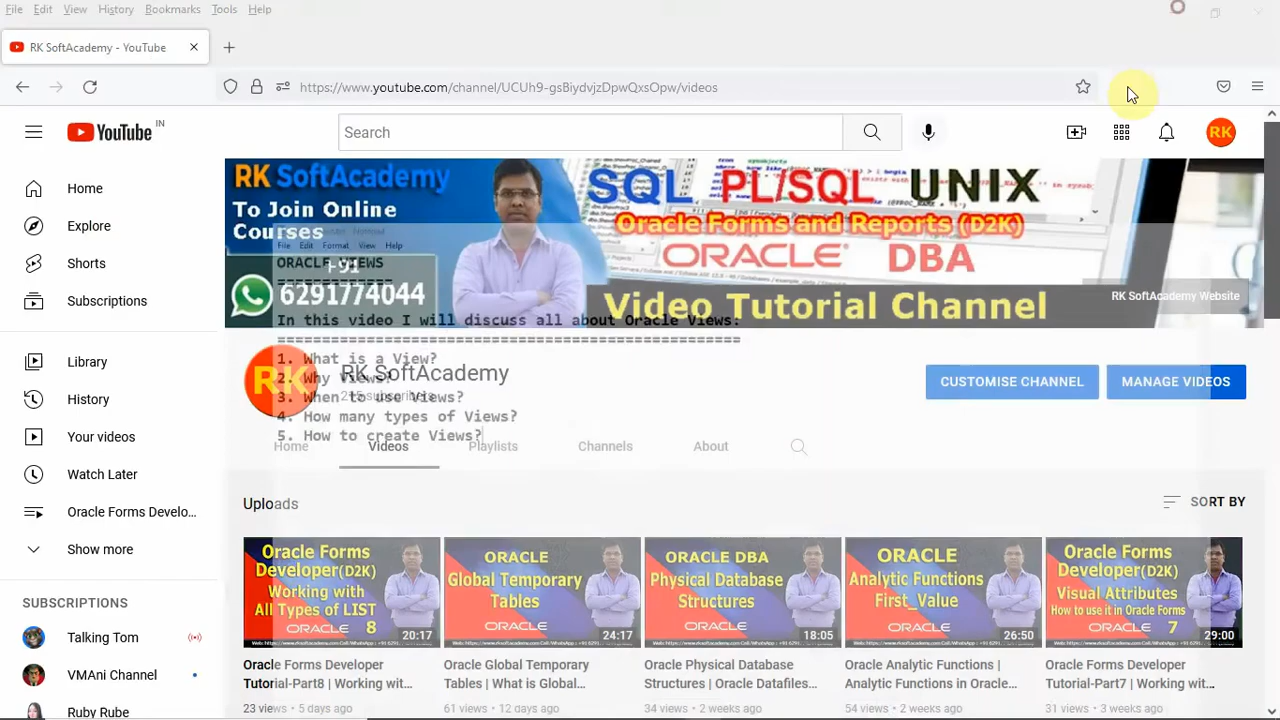 File Edit View History Bookmarks Tools Help
RK SoftAcademy - YouTube
https://www.youtube.com/channel/UCUh9-gsBiydvjzDpwQxsOpw/videos
YouTube IN
Search
RK
Home
Explore
Shorts
Subscriptions
Library
History
Your videos
Watch Later
Oracle Forms Develo...
Show more
SUBSCRIPTIONS
Talking Tom
VMAni Channel
Ruby Rube
RK SoftAcademy
To Join Online
Courses
+91
6291774044
SQL PL/SQL UNIX
Oracle Forms and Reports (D2K)
ORACLE DBA
Video Tutorial Channel
RK SoftAcademy Website
File Edit Format View Help
ORACLE VIEWS
============
In this video I will discuss all about Oracle Views:
====================================================
1. What is a View?
2. Why Views?
3. When to use Views?
4. How many types of Views?
5. How to create Views?
RK
RK SoftAcademy
CUSTOMISE CHANNEL
MANAGE VIDEOS
Home Videos Playlists Channels About
Uploads
SORT BY
Oracle Forms
Developer(D2K)
Working with
All Types of LIST
ORACLE 8
20:17
Oracle Forms Developer
Tutorial-Part8 | Working wit...
23 views • 5 days ago
ORACLE
Global Temporary
Tables
ORACLE
24:17
Oracle Global Temporary
Tables | What is Global...
61 views • 12 days ago
ORACLE DBA
Physical Database
Structures
ORACLE
18:05
Oracle Physical Database
Structures | Oracle Datafiles...
34 views • 2 weeks ago
ORACLE
Analytic Functions
First_Value
ORACLE
26:50
Oracle Analytic Functions |
Analytic Functions in Oracle...
54 views • 2 weeks ago
Oracle Forms
Developer(D2K)
Visual Attributes
How to use it in Oracle Forms
ORACLE 7
29:00
Oracle Forms Developer
Tutorial-Part7 | Working wit...
31 views • 3 weeks ago